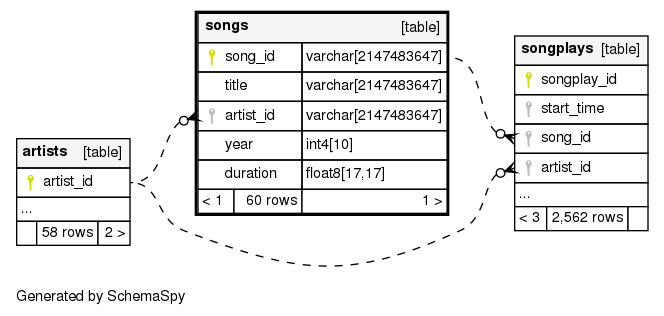 songs [table]
song_id varchar[2147483647]
title varchar[2147483647]
artist_id varchar[2147483647]
year int4[10]
duration float8[17,17]
< 1 60 rows 1 >
songplays [table]
songplay_id
start_time
song_id
artist_id
...
< 3 2,562 rows
artists [table]
artist_id
...
58 rows 2 >
Generated by SchemaSpy